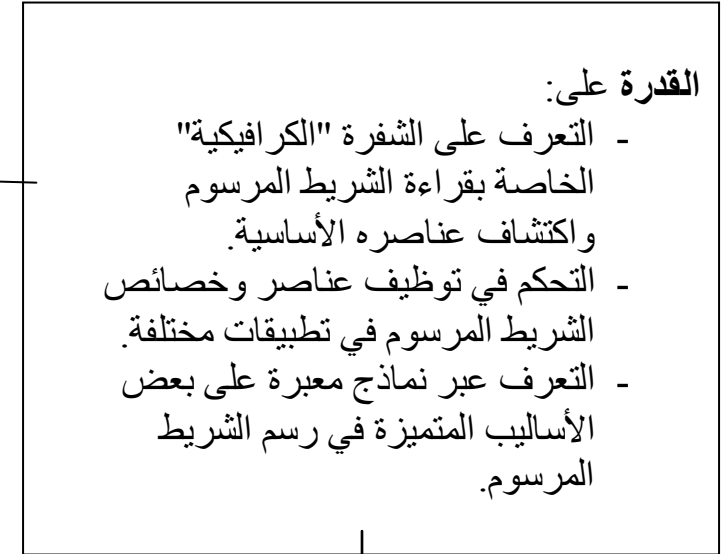 القدرة على:
- التعرف على الشفرة "الكرافيكية"
الخاصة بقراءة الشريط المرسوم
واكتشاف عناصره الأساسية.
- التحكم في توظيف عناصر وخصائص
الشريط المرسوم في تطبيقات مختلفة.
- التعرف عبر نماذج معبرة على بعض
الأساليب المتميزة في رسم الشريط
المرسوم.